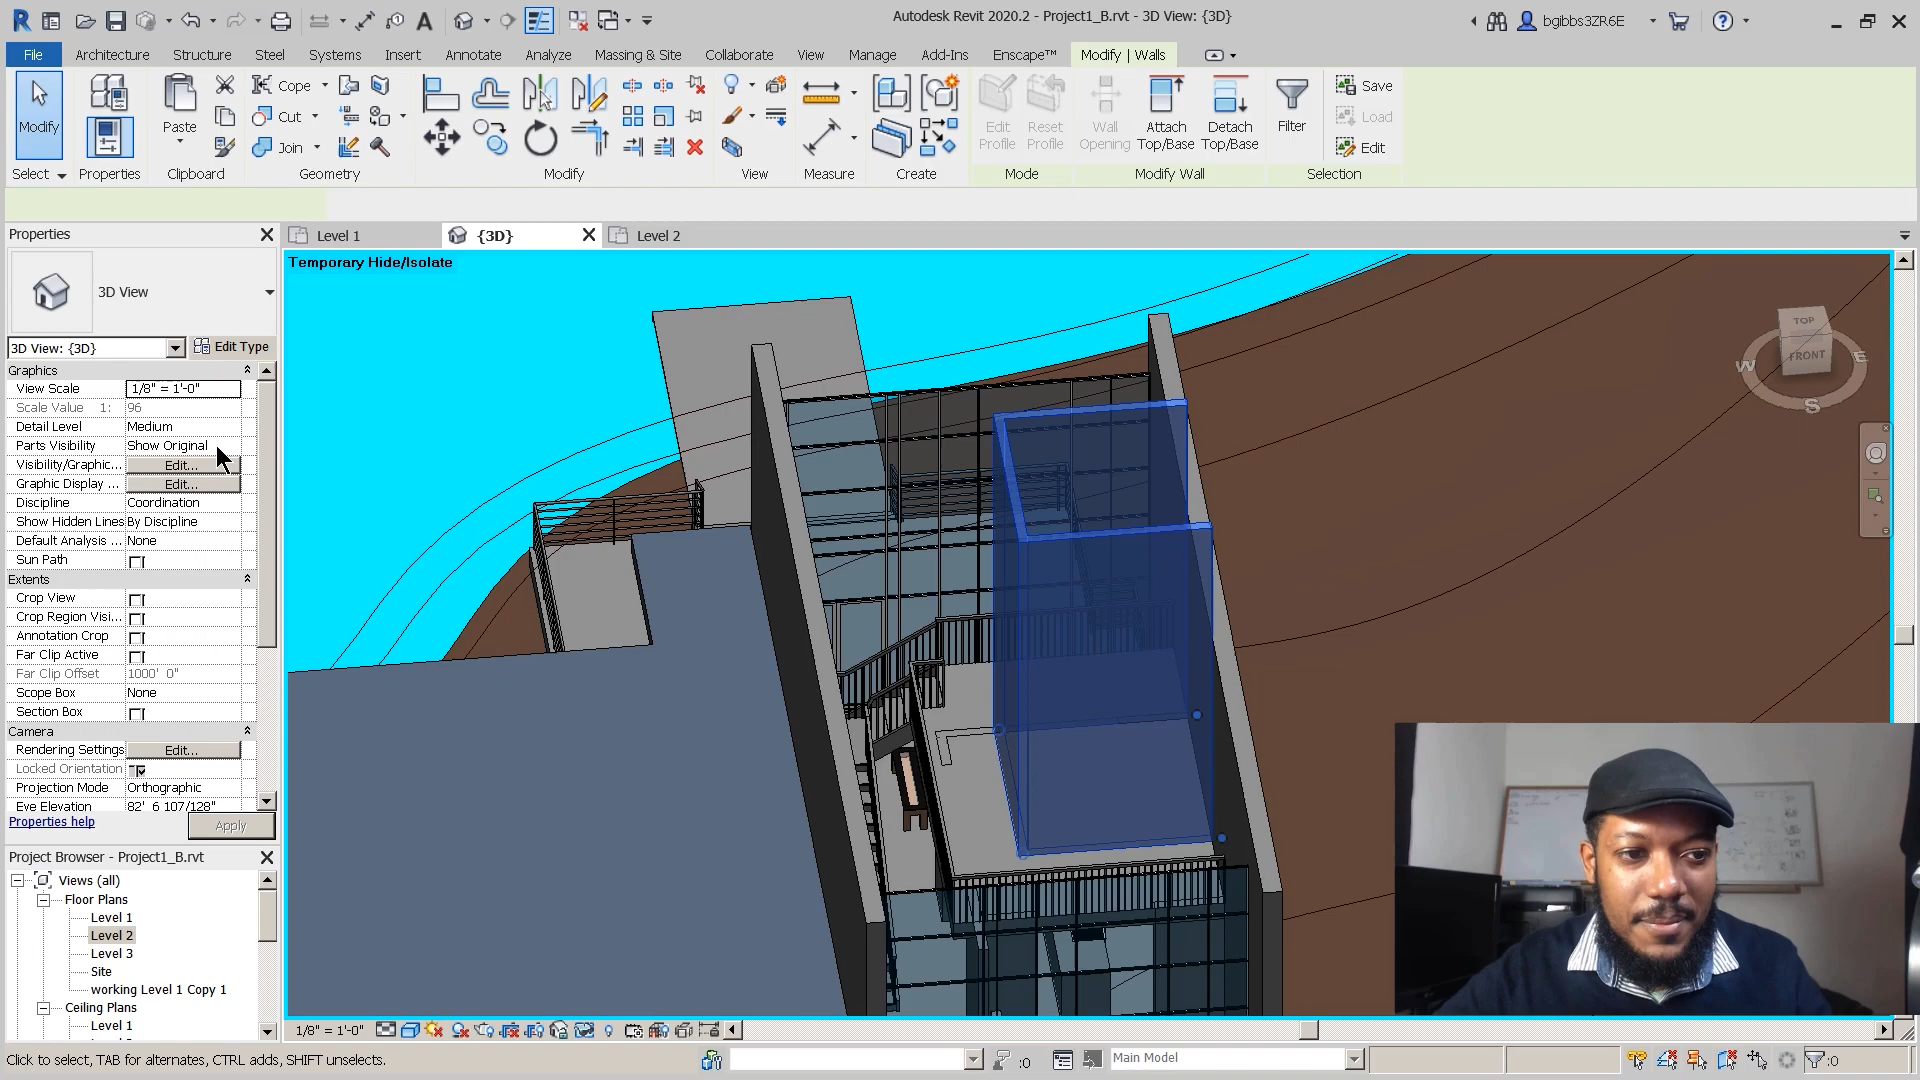 Autodesk Revit 2020.2 - Project1_B.rvt - 3D View: {3D}
bgibbs3ZR6E
File Architecture Structure Steel Systems Insert Annotate Analyze Massing & Site Collaborate View Manage Add-Ins Enscape™ Modify | Walls
Modify
Select
Properties
Paste
Clipboard
Cope
Cut
Join
Geometry
Modify
View
Measure
Create
Edit
Profile
Reset
Profile
Mode
Wall
Opening
Attach
Top/Base
Detach
Top/Base
Modify Wall
Filter
Save
Load
Edit
Selection
Properties
Level 1
{3D}
Level 2
Temporary Hide/Isolate
3D View
3D View: {3D}
Edit Type
Graphics
View Scale 1/8" = 1'-0"
Scale Value 1: 96
Detail Level Medium
Parts Visibility Show Original
Visibility/Graphic... Edit...
Graphic Display ... Edit...
Discipline Coordination
Show Hidden Lines By Discipline
Default Analysis ... None
Sun Path
Extents
Crop View
Crop Region Visi...
Annotation Crop
Far Clip Active
Far Clip Offset 1000' 0"
Scope Box None
Section Box
Camera
Rendering Settings Edit...
Locked Orientation
Projection Mode Orthographic
Eye Elevation 82' 6 107/128"
Properties help
Apply
TOP
FRONT
W
E
S
Project Browser - Project1_B.rvt
Views (all)
Floor Plans
Level 1
Level 2
Level 3
Site
working Level 1 Copy 1
Ceiling Plans
Level 1
1/8" = 1'-0"
Click to select, TAB for alternates, CTRL adds, SHIFT unselects.
:0
Main Model
:0